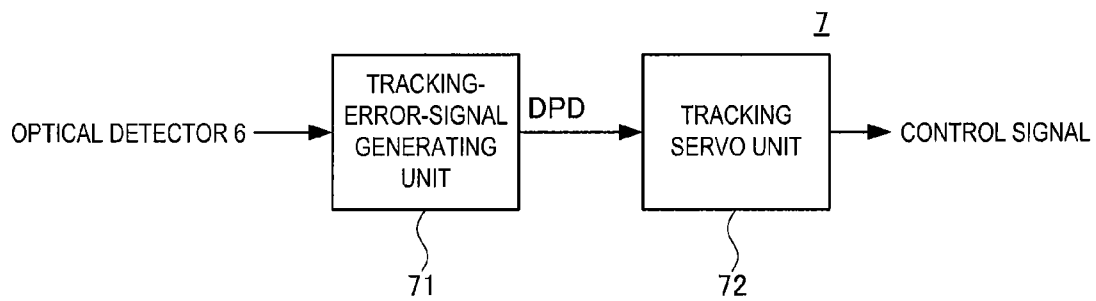 7
TRACKING-
ERROR-SIGNAL
GENERATING
UNIT
DPD
TRACKING
SERVO UNIT
OPTICAL DETECTOR 6
CONTROL SIGNAL
71
72